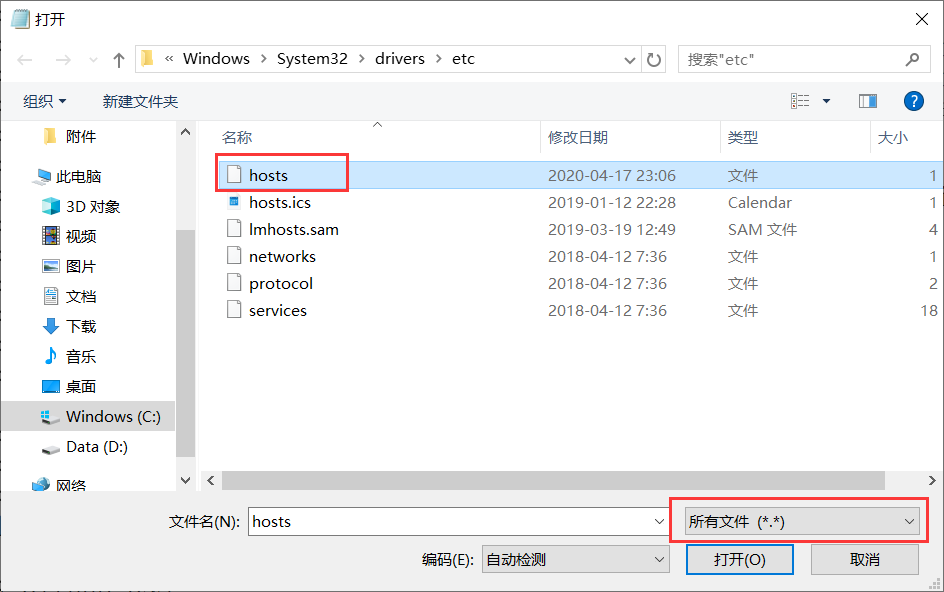 打开
« Windows > System32 > drivers > etc
搜索"etc"
组织 新建文件夹
名称 修改日期 类型 大小
附件
此电脑
3D 对象
视频
图片
文档
下载
音乐
桌面
Windows (C:)
Data (D:)
网络
hosts 2020-04-17 23:06 文件 1
hosts.ics 2019-01-12 22:28 Calendar 1
lmhosts.sam 2019-03-19 12:49 SAM 文件 4
networks 2018-04-12 7:36 文件 1
protocol 2018-04-12 7:36 文件 2
services 2018-04-12 7:36 文件 18
文件名(N): hosts 所有文件 (*.*)
编码(E): 自动检测 打开(O) 取消